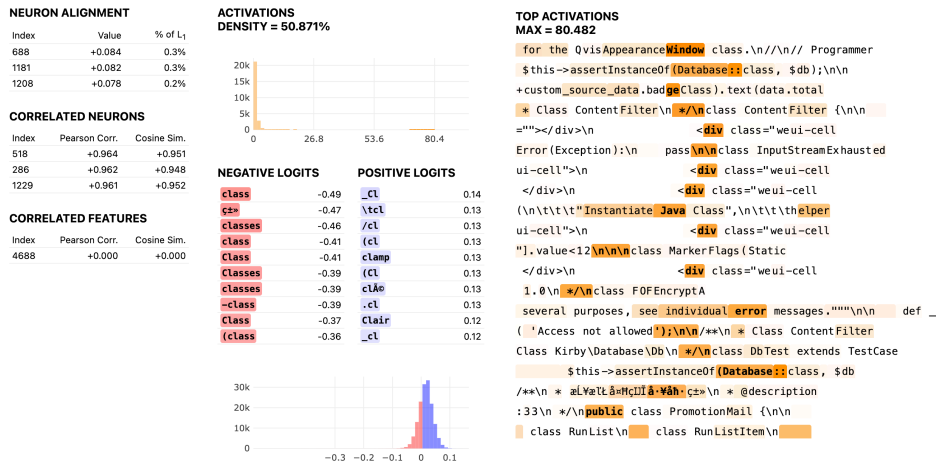 NEURON ALIGNMENT
Index Value % of L₁
688 +0.084 0.3%
1181 +0.082 0.3%
1208 +0.078 0.2%
CORRELATED NEURONS
Index Pearson Corr. Cosine Sim.
518 +0.964 +0.951
286 +0.962 +0.948
1229 +0.961 +0.952
CORRELATED FEATURES
Index Pearson Corr. Cosine Sim.
4688 +0.000 +0.000
ACTIVATIONS
DENSITY = 50.871%
20k
15k
10k
5k
0
0 26.8 53.6 80.4
NEGATIVE LOGITS
class -0.49
ç±» -0.47
classes -0.46
class -0.41
Class -0.41
Classes -0.39
classes -0.39
-class -0.39
Class -0.37
(class -0.36
POSITIVE LOGITS
_Cl 0.14
\tcl 0.13
/cl 0.13
(cl 0.13
clamp 0.13
(Cl 0.13
clÃ© 0.13
.cl 0.13
Clair 0.12
_cl 0.12
30k
20k
10k
0
−0.3 −0.2 −0.1 0 0.1
TOP ACTIVATIONS
MAX = 80.482
for the QvisAppearanceWindow class.\n//\n// Programmer
$this->assertInstanceOf(Database::class, $db);\n\n
+custom_source_data.badgeClass).text(data.total
* Class ContentFilter\n */\nclass ContentFilter {\n\n
=""></div>\n <div class="weui-cell
Error(Exception):\n pass\n\nclass InputStreamExhausted
ui-cell">\n <div class="weui-cell
</div>\n <div class="weui-cell
(\n\t\t\t"Instantiate Java Class",\n\t\t\thelper
ui-cell">\n <div class="weui-cell
"].value<12\n\n\nclass MarkerFlags(Static
</div>\n <div class="weui-cell
1.0\n */\nclass FOFEncryptA
several purposes, see individual error messages."""\n\n def _
( 'Access not allowed');\n\n/**\n * Class ContentFilter
Class Kirby\Database\Db\n */\nclass DbTest extends TestCase
$this->assertInstanceOf(Database::class, $db
/**\n * ç±»\n * @description
:33\n */\npublic class PromotionMail {\n\n
class RunList\n class RunListItem\n